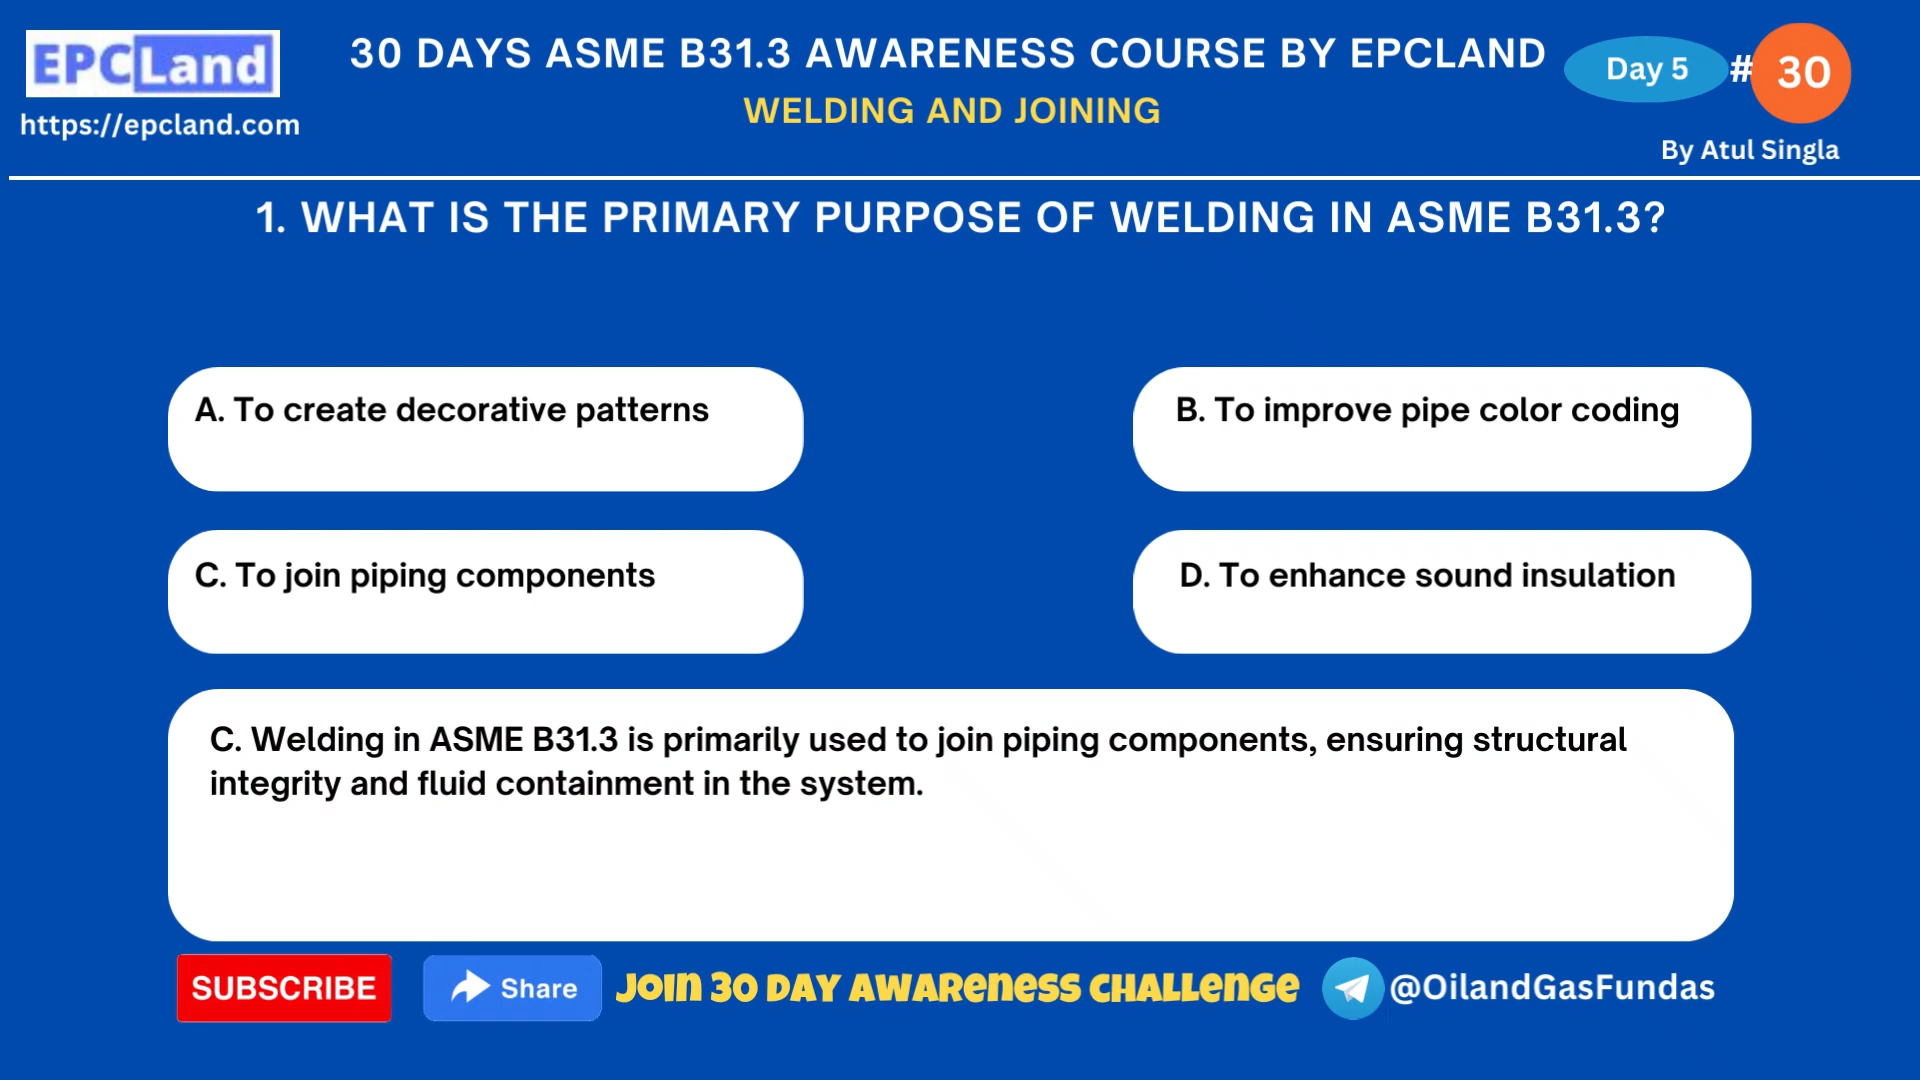 EPCLand
https://epcland.com
30 DAYS ASME B31.3 AWARENESS COURSE BY EPCLAND
WELDING AND JOINING
Day 5 # 30
By Atul Singla
1. WHAT IS THE PRIMARY PURPOSE OF WELDING IN ASME B31.3?
A. To create decorative patterns
B. To improve pipe color coding
C. To join piping components
D. To enhance sound insulation
C. Welding in ASME B31.3 is primarily used to join piping components, ensuring structural
integrity and fluid containment in the system.
SUBSCRIBE
Share
JOIN 30 DAY AWARENESS CHALLENGE
@OilandGasFundas